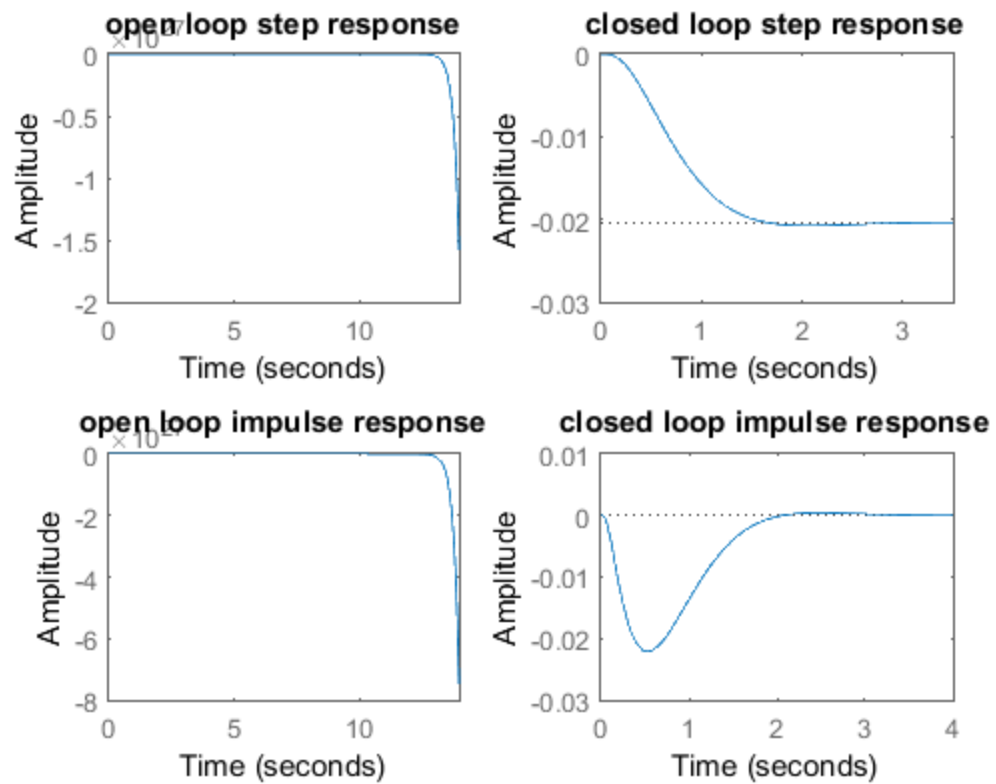 open loop step response
×10^27
0
-0.5
-1
-1.5
-2
0 5 10
Amplitude
Time (seconds)
closed loop step response
0
-0.01
-0.02
-0.03
0 1 2 3
Amplitude
Time (seconds)
open loop impulse response
×10
0
-2
-4
-6
-8
0 5 10
Amplitude
Time (seconds)
closed loop impulse response
0.01
0
-0.01
-0.02
-0.03
0 1 2 3 4
Amplitude
Time (seconds)